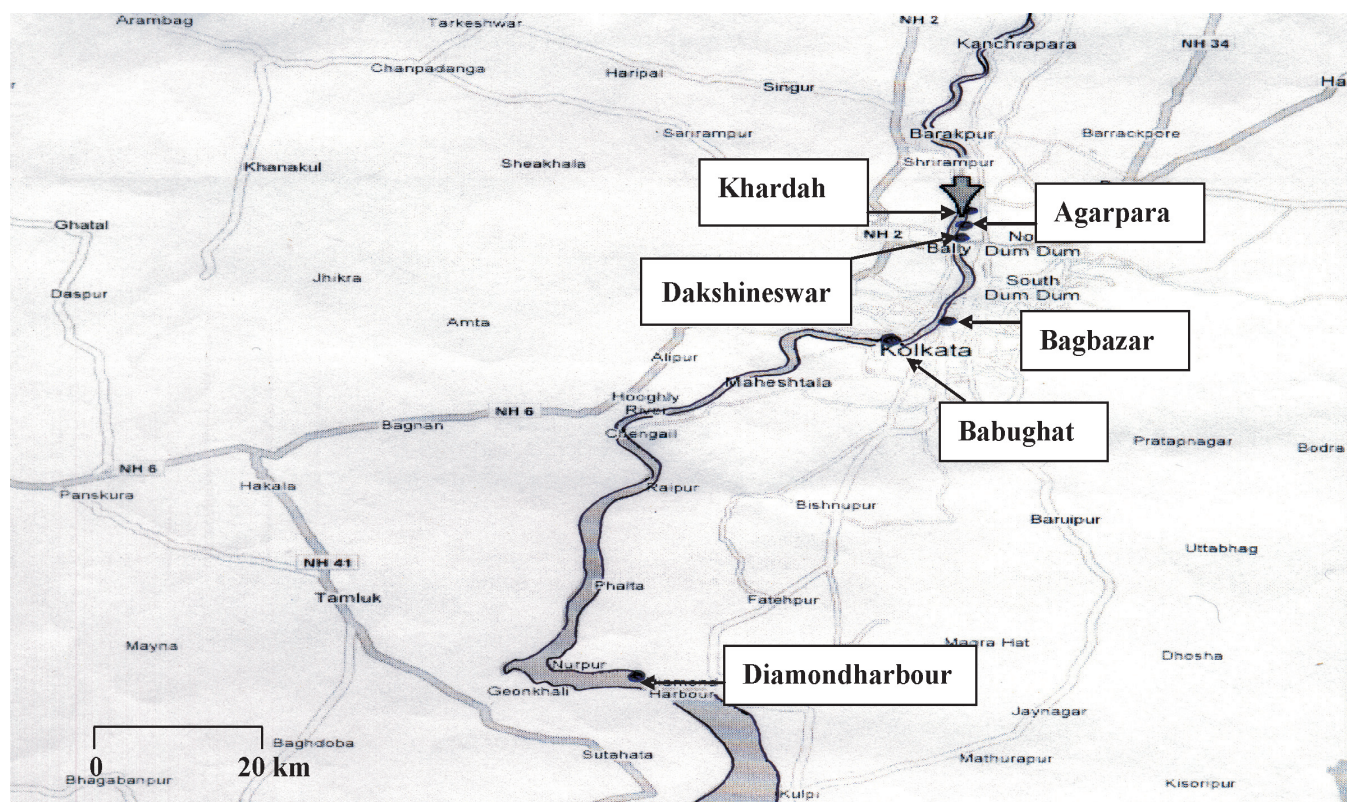 Arambag
Tarkeshwar
NH 2
Kanchrapara
NH 34
Chanpadanga
Haripal
Singur
Ha
Barakpur
Barrackpore
Sheakhala
Shrirampur
Khanakul
Khardah
Agarpara
Ghatal
NH 2
No
Bally
Dum Dum
Jhikra
South
Dum Dum
Daspur
Dakshineswar
Amta
Bagbazar
Alipur
Kolkata
Maheshtala
Hooghly
River
NH 6
Bagnan
Chengail
Babughat
Pratapnagar
Bodra
NH 6
Panskura
Hakala
Raipur
Bishnupur
Baruipur
Uttabhag
NH 41
Phalta
Tamluk
Fatehpur
Magra Hat
Mayna
Dhosha
Nurpur
Diamondharbour
Geonkhali
Harbour
Jaynagar
Baghdoba
Sutahata
Mathurapur
0 20 km
Bhagabanpur
Kulpi
Kisoripur